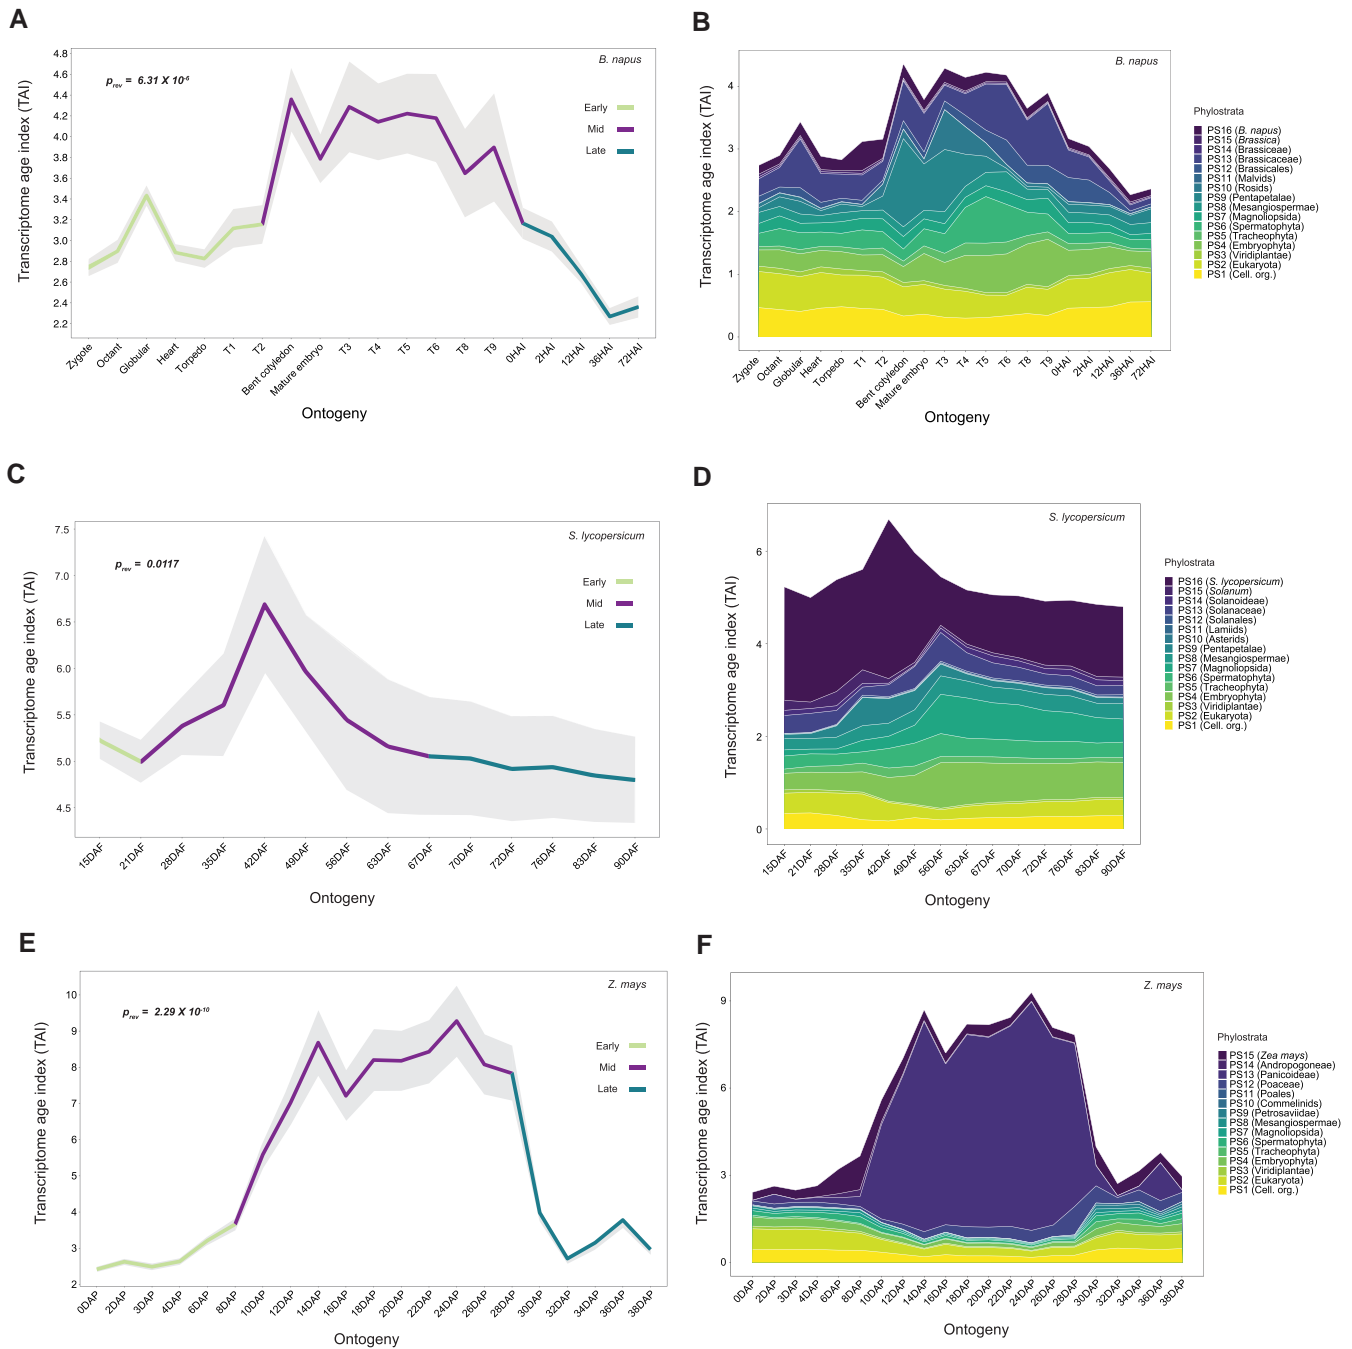 A
B. napus
prev = 6.31 X 10-6
Early
Mid
Late
Transcriptome age index (TAI)
4.8
4.6
4.4
4.2
4.0
3.8
3.6
3.4
3.2
3.0
2.8
2.6
2.4
2.2
Zygote
Octant
Globular
Heart
Torpedo
T1
T2
Bent cotyledon
Mature embryo
T3
T4
T5
T6
T8
T9
0HAI
2HAI
12HAI
36HAI
72HAI
Ontogeny
B
B. napus
Transcriptome age index (TAI)
4
3
2
1
0
Zygote
Octant
Globular
Heart
Torpedo
T1
T2
Bent cotyledon
Mature embryo
T3
T4
T5
T6
T8
T9
0HAI
2HAI
12HAI
36HAI
72HAI
Ontogeny
Phylostrata
PS16 (B. napus)
PS15 (Brassica)
PS14 (Brassiceae)
PS13 (Brassicaceae)
PS12 (Brassicales)
PS11 (Malvids)
PS10 (Rosids)
PS9 (Pentapetalae)
PS8 (Mesangiospermae)
PS7 (Magnoliopsida)
PS6 (Spermatophyta)
PS5 (Tracheophyta)
PS4 (Embryophyta)
PS3 (Viridiplantae)
PS2 (Eukaryota)
PS1 (Cell. org.)
C
S. lycopersicum
prev = 0.0117
Early
Mid
Late
Transcriptome age index (TAI)
7.5
7.0
6.5
6.0
5.5
5.0
4.5
15DAF
21DAF
28DAF
35DAF
42DAF
49DAF
56DAF
63DAF
67DAF
70DAF
72DAF
76DAF
83DAF
90DAF
Ontogeny
D
S. lycopersicum
Transcriptome age index (TAI)
6
4
2
0
15DAF
21DAF
28DAF
35DAF
42DAF
49DAF
56DAF
63DAF
67DAF
70DAF
72DAF
76DAF
83DAF
90DAF
Ontogeny
Phylostrata
PS16 (S. lycopersicum)
PS15 (Solanum)
PS14 (Solanoideae)
PS13 (Solanaceae)
PS12 (Solanales)
PS11 (Lamiids)
PS10 (Asterids)
PS9 (Pentapetalae)
PS8 (Mesangiospermae)
PS7 (Magnoliopsida)
PS6 (Spermatophyta)
PS5 (Tracheophyta)
PS4 (Embryophyta)
PS3 (Viridiplantae)
PS2 (Eukaryota)
PS1 (Cell. org.)
E
Z. mays
prev = 2.29 X 10-10
Early
Mid
Late
Transcriptome age index (TAI)
10
9
8
7
6
5
4
3
2
0DAP
2DAP
3DAP
4DAP
6DAP
8DAP
10DAP
12DAP
14DAP
16DAP
18DAP
20DAP
22DAP
24DAP
26DAP
28DAP
30DAP
32DAP
34DAP
36DAP
38DAP
Ontogeny
F
Z. mays
Transcriptome age index (TAI)
9
6
3
0
0DAP
2DAP
3DAP
4DAP
6DAP
8DAP
10DAP
12DAP
14DAP
16DAP
18DAP
20DAP
22DAP
24DAP
26DAP
28DAP
30DAP
32DAP
34DAP
36DAP
38DAP
Ontogeny
Phylostrata
PS15 (Zea mays)
PS14 (Andropogoneae)
PS13 (Panicoideae)
PS12 (Poaceae)
PS11 (Poales)
PS10 (Commelinids)
PS9 (Petrosaviidae)
PS8 (Mesangiospermae)
PS7 (Magnoliopsida)
PS6 (Spermatophyta)
PS5 (Tracheophyta)
PS4 (Embryophyta)
PS3 (Viridiplantae)
PS2 (Eukaryota)
PS1 (Cell. org.)